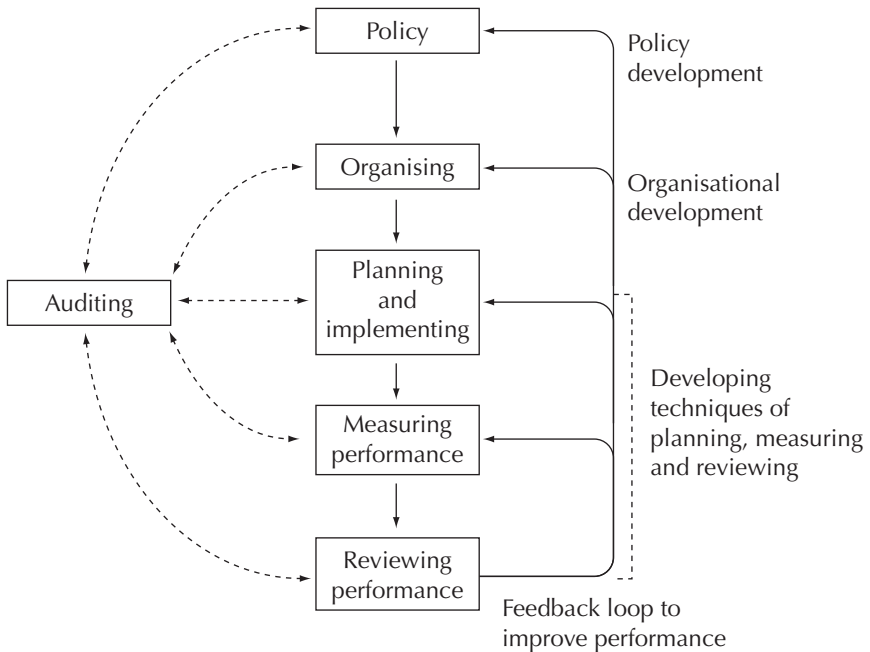 Policy
Policy
development
Organising
Organisational
development
Planning
and
implementing
Auditing
Developing
techniques of
planning, measuring
and reviewing
Measuring
performance
Reviewing
performance
Feedback loop to
improve performance